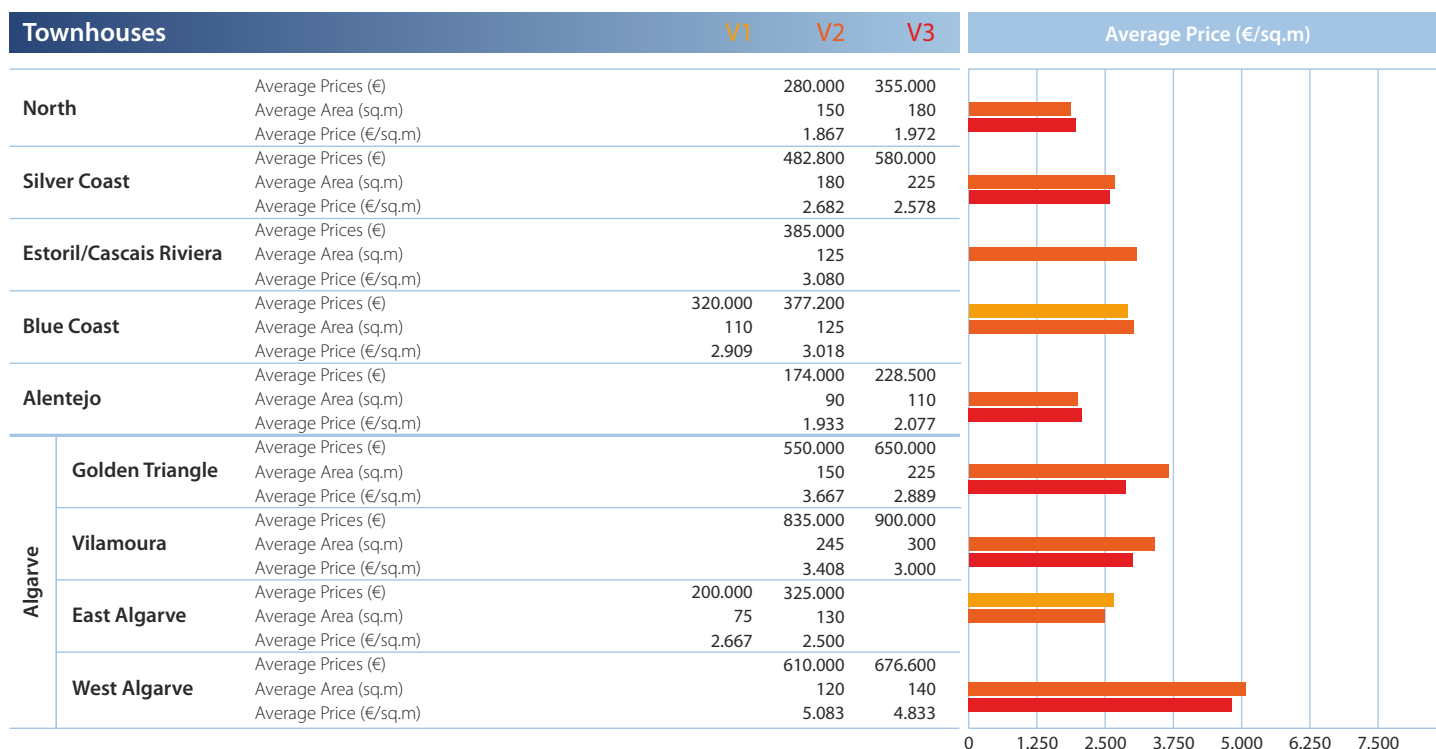 Townhouses V1 V2 V3 Average Price (€/sq.m)
Average Prices (€) 280.000 355.000
North Average Area (sq.m) 150 180
Average Price (€/sq.m) 1.867 1.972
Average Prices (€) 482.800 580.000
Silver Coast Average Area (sq.m) 180 225
Average Price (€/sq.m) 2.682 2.578
Average Prices (€) 385.000
Estoril/Cascais Riviera Average Area (sq.m) 125
Average Price (€/sq.m) 3.080
Average Prices (€) 320.000 377.200
Blue Coast Average Area (sq.m) 110 125
Average Price (€/sq.m) 2.909 3.018
Average Prices (€) 174.000 228.500
Alentejo Average Area (sq.m) 90 110
Average Price (€/sq.m) 1.933 2.077
Algarve
Average Prices (€) 550.000 650.000
Golden Triangle Average Area (sq.m) 150 225
Average Price (€/sq.m) 3.667 2.889
Average Prices (€) 835.000 900.000
Vilamoura Average Area (sq.m) 245 300
Average Price (€/sq.m) 3.408 3.000
Average Prices (€) 200.000 325.000
East Algarve Average Area (sq.m) 75 130
Average Price (€/sq.m) 2.667 2.500
Average Prices (€) 610.000 676.600
West Algarve Average Area (sq.m) 120 140
Average Price (€/sq.m) 5.083 4.833
0 1.250 2.500 3.750 5.000 6.250 7.500